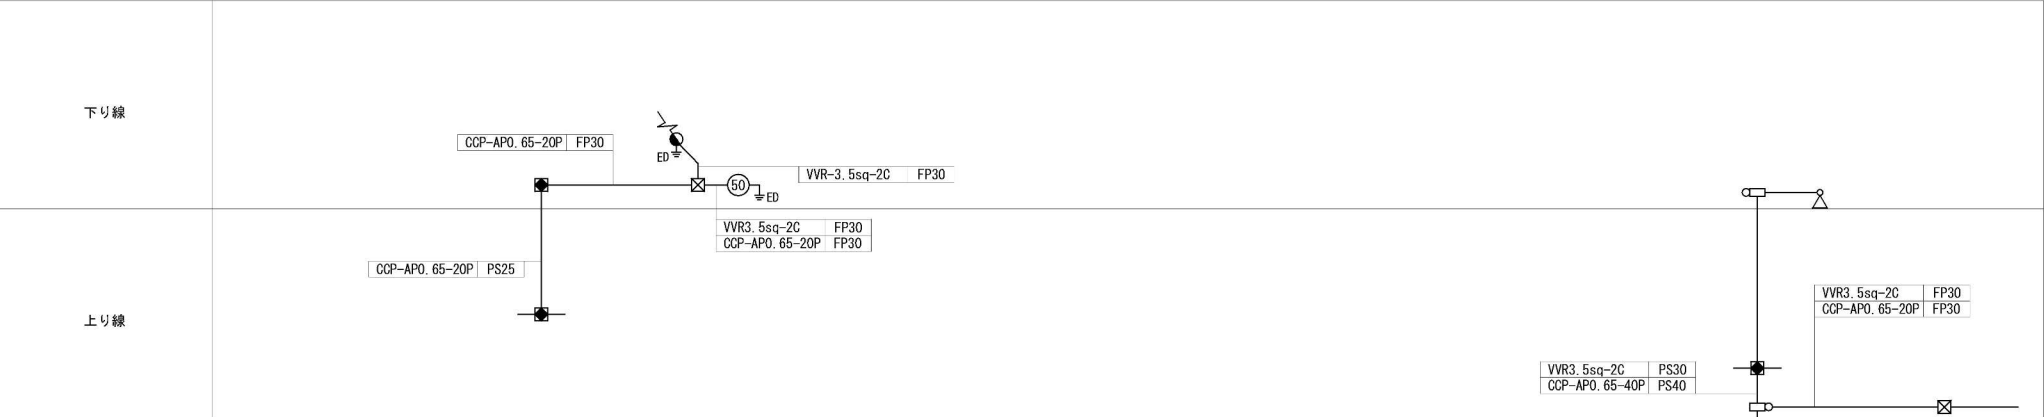 下り線
CCP-AP0.65-20P FP30
ED
VVR-3.5sq-2C FP30
50
ED
VVR3.5sq-2C FP30
CCP-AP0.65-20P FP30
CCP-AP0.65-20P PS25
上り線
VVR3.5sq-2C FP30
CCP-AP0.65-20P FP30
VVR3.5sq-2C PS30
CCP-AP0.65-40P PS40